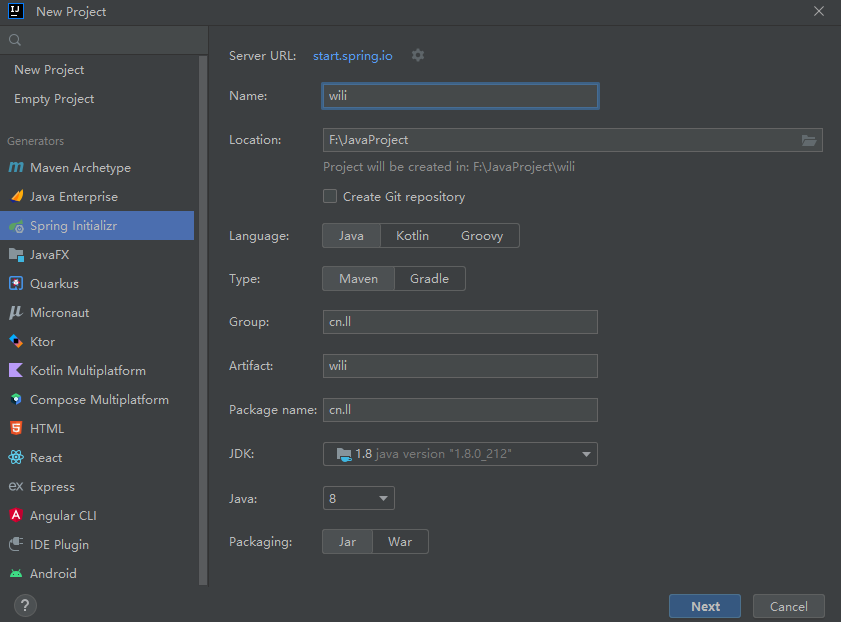 New Project
New Project
Empty Project
Generators
Maven Archetype
Java Enterprise
Spring Initializr
JavaFX
Quarkus
Micronaut
Ktor
Kotlin Multiplatform
Compose Multiplatform
HTML
React
Express
Angular CLI
IDE Plugin
Android
Server URL: start.spring.io
Name: wili
Location: F:\JavaProject
Project will be created in: F:\JavaProject\wili
Create Git repository
Language: Java Kotlin Groovy
Type: Maven Gradle
Group: cn.ll
Artifact: wili
Package name: cn.ll
JDK: 1.8 java version "1.8.0_212"
Java: 8
Packaging: Jar War
? Next Cancel